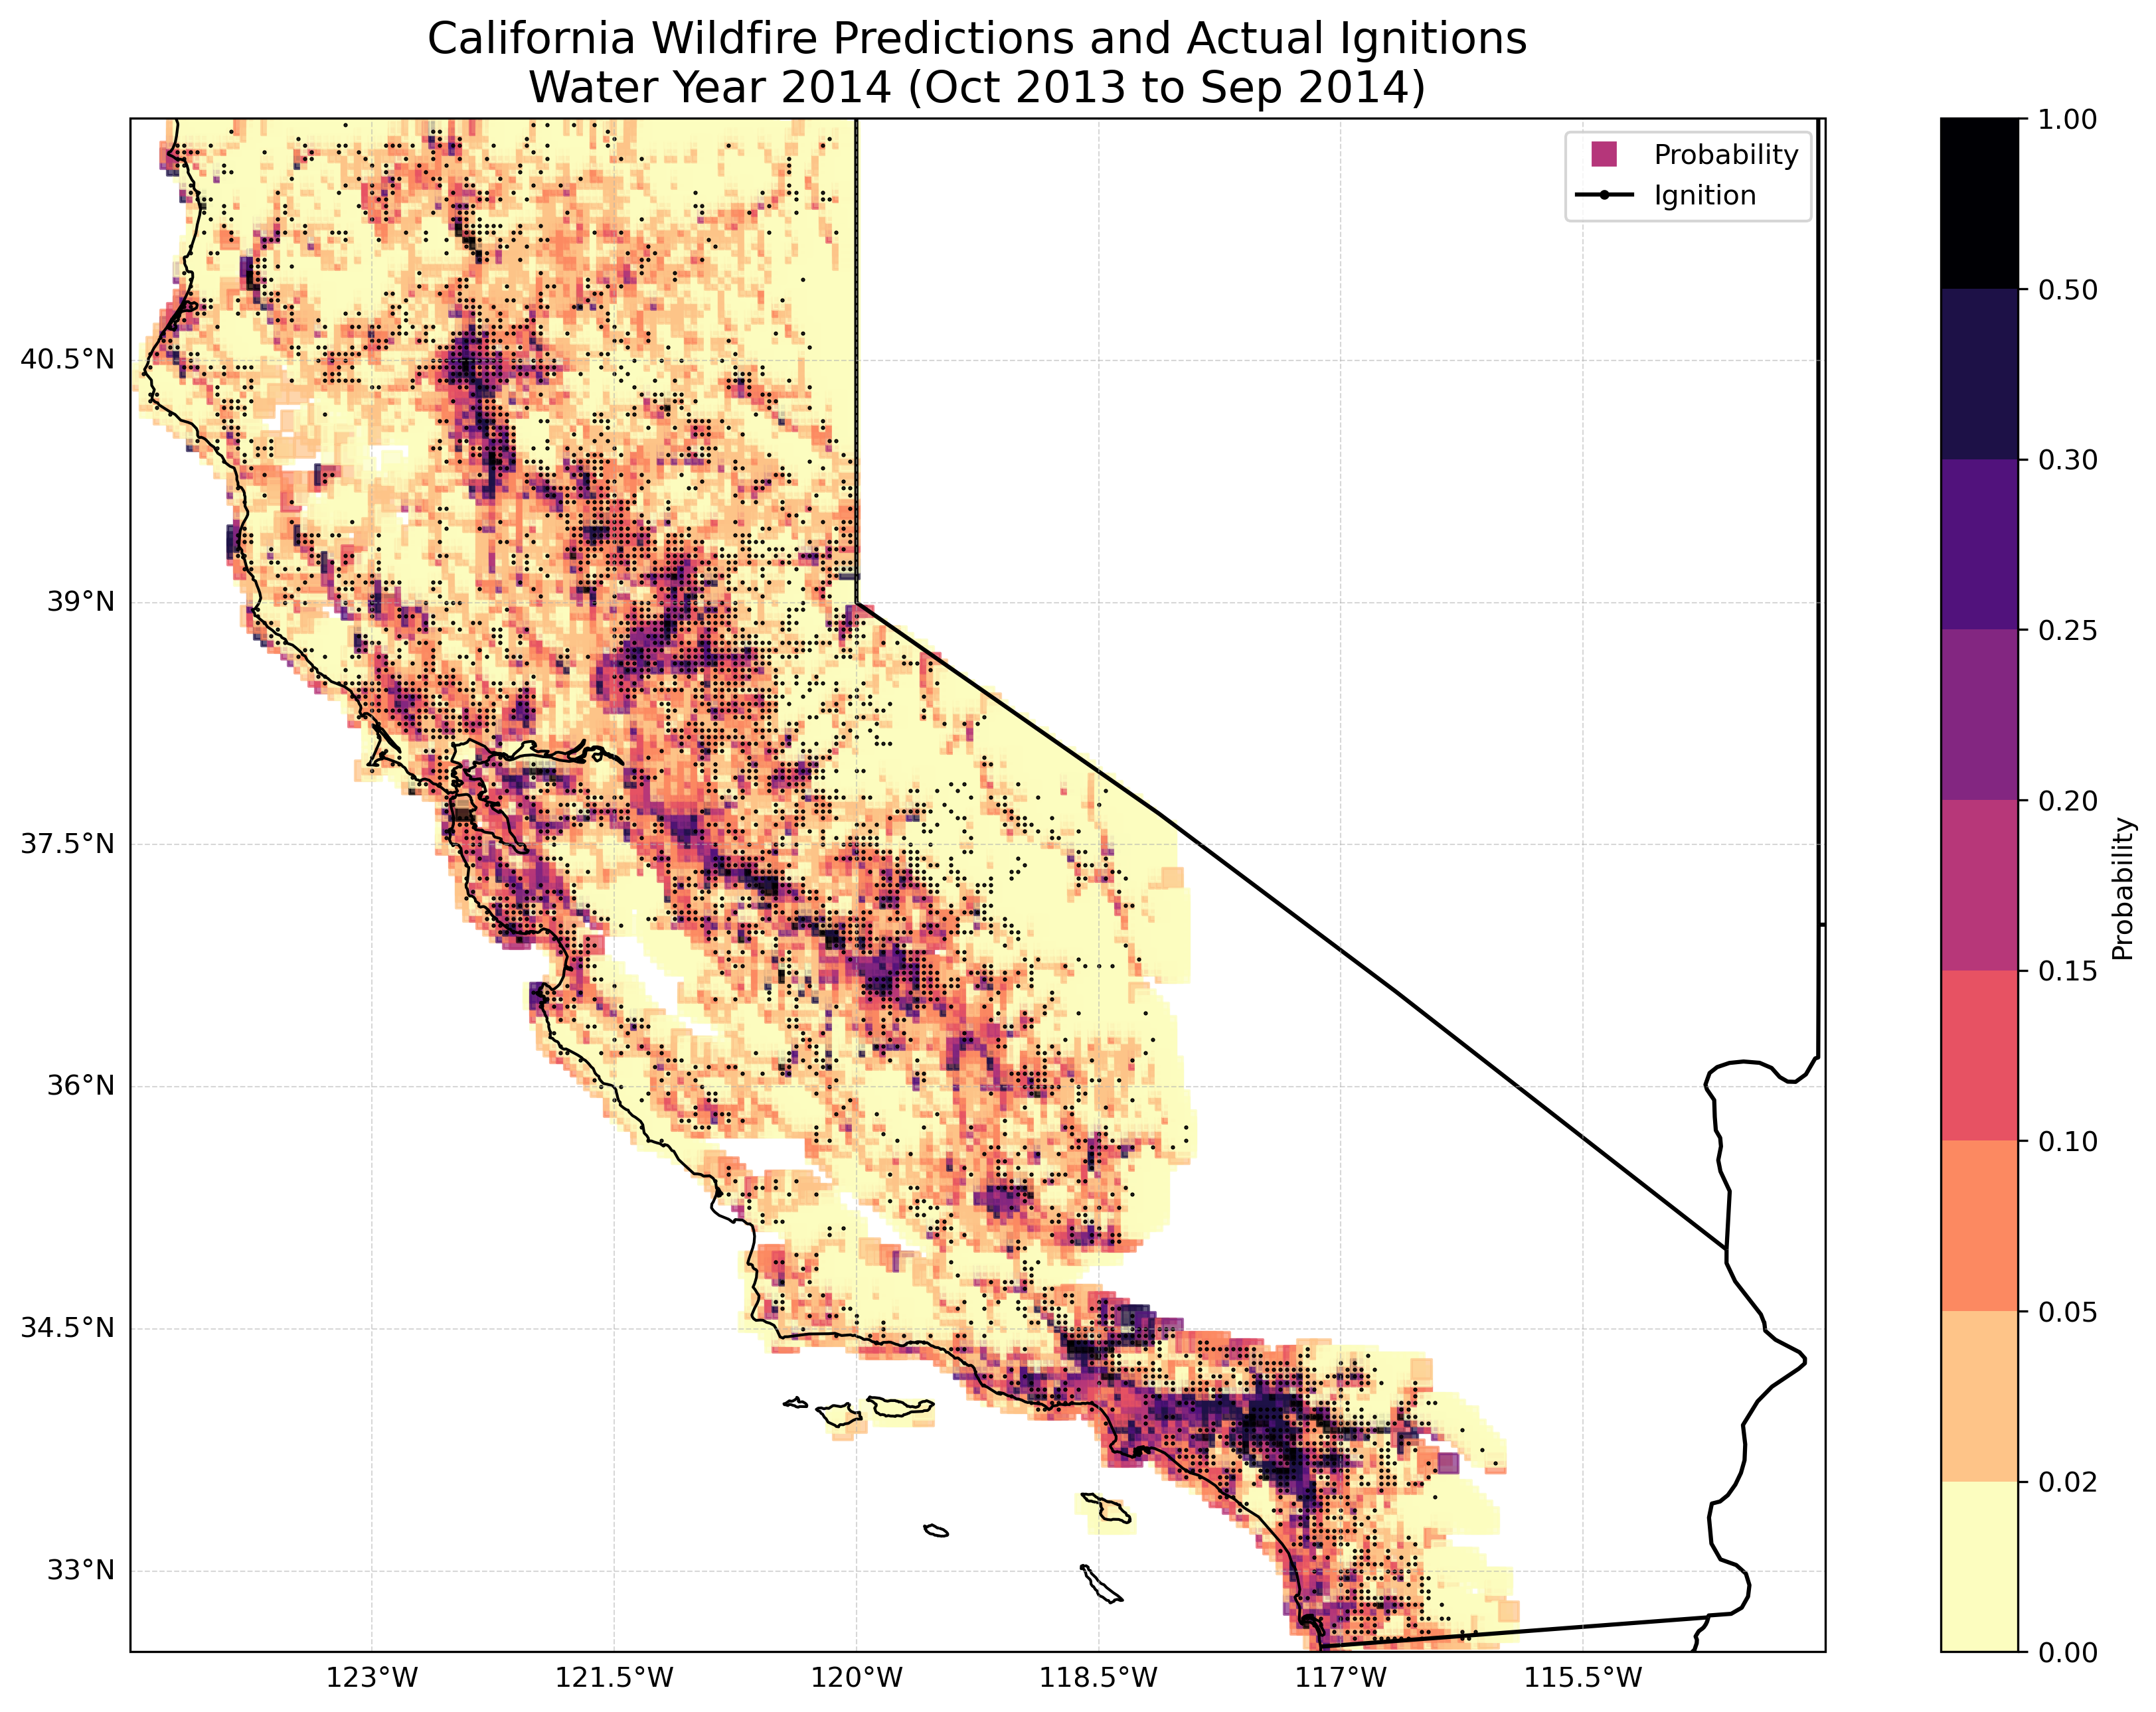 California Wildfire Predictions and Actual Ignitions
Water Year 2014 (Oct 2013 to Sep 2014)
Probability
Ignition
40.5°N
39°N
37.5°N
36°N
34.5°N
33°N
123°W
121.5°W
120°W
118.5°W
117°W
115.5°W
1.00
0.50
0.30
0.25
0.20
0.15
0.10
0.05
0.02
0.00
Probability